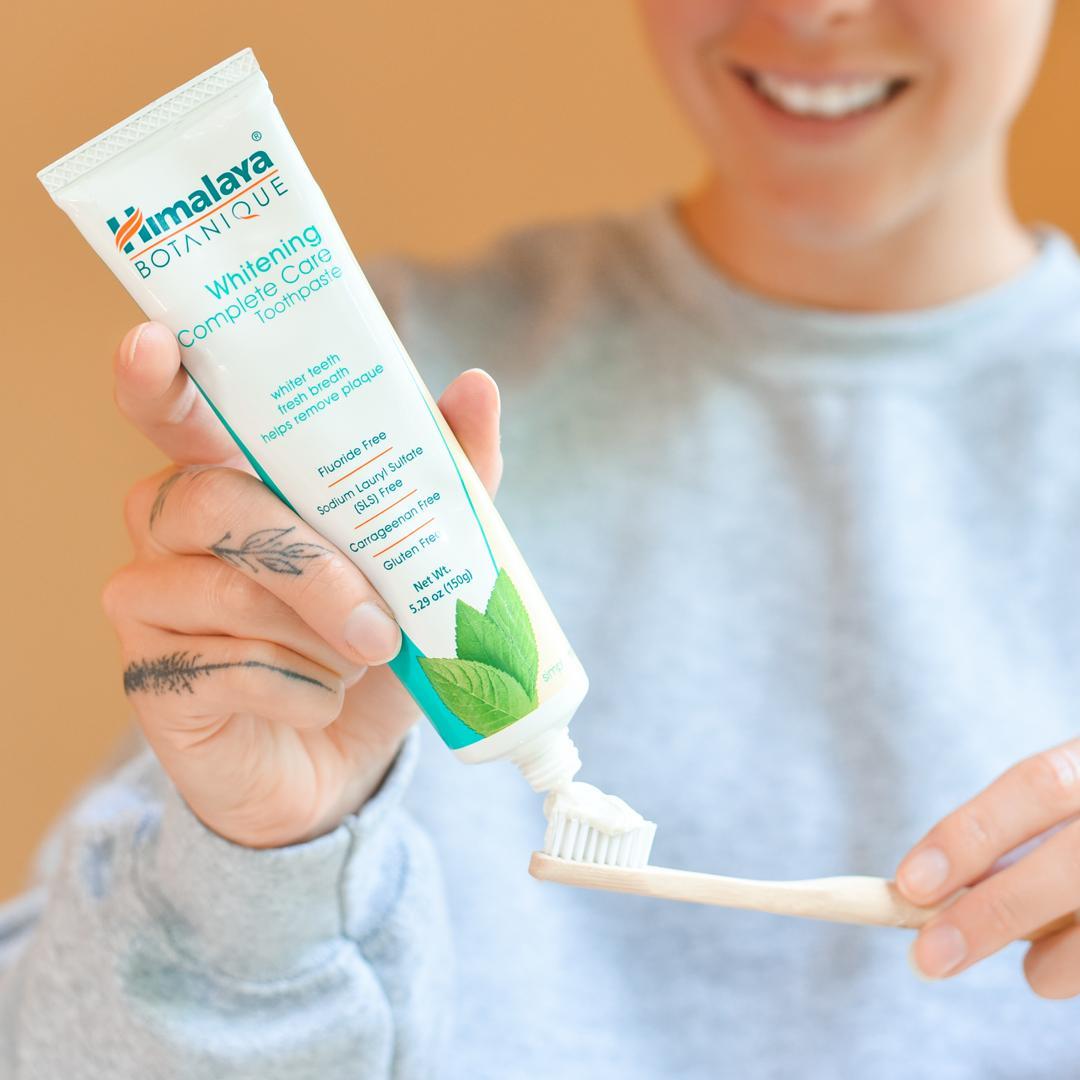 Himalaya®
BOTANIQUE
Whitening
Complete Care
Toothpaste
whiter teeth
fresh breath
helps remove plaque
Fluoride Free
Sodium Lauryl Sulfate
(SLS) Free
Carrageenan Free
Gluten Free
Net Wt.
5.29 oz (150g)